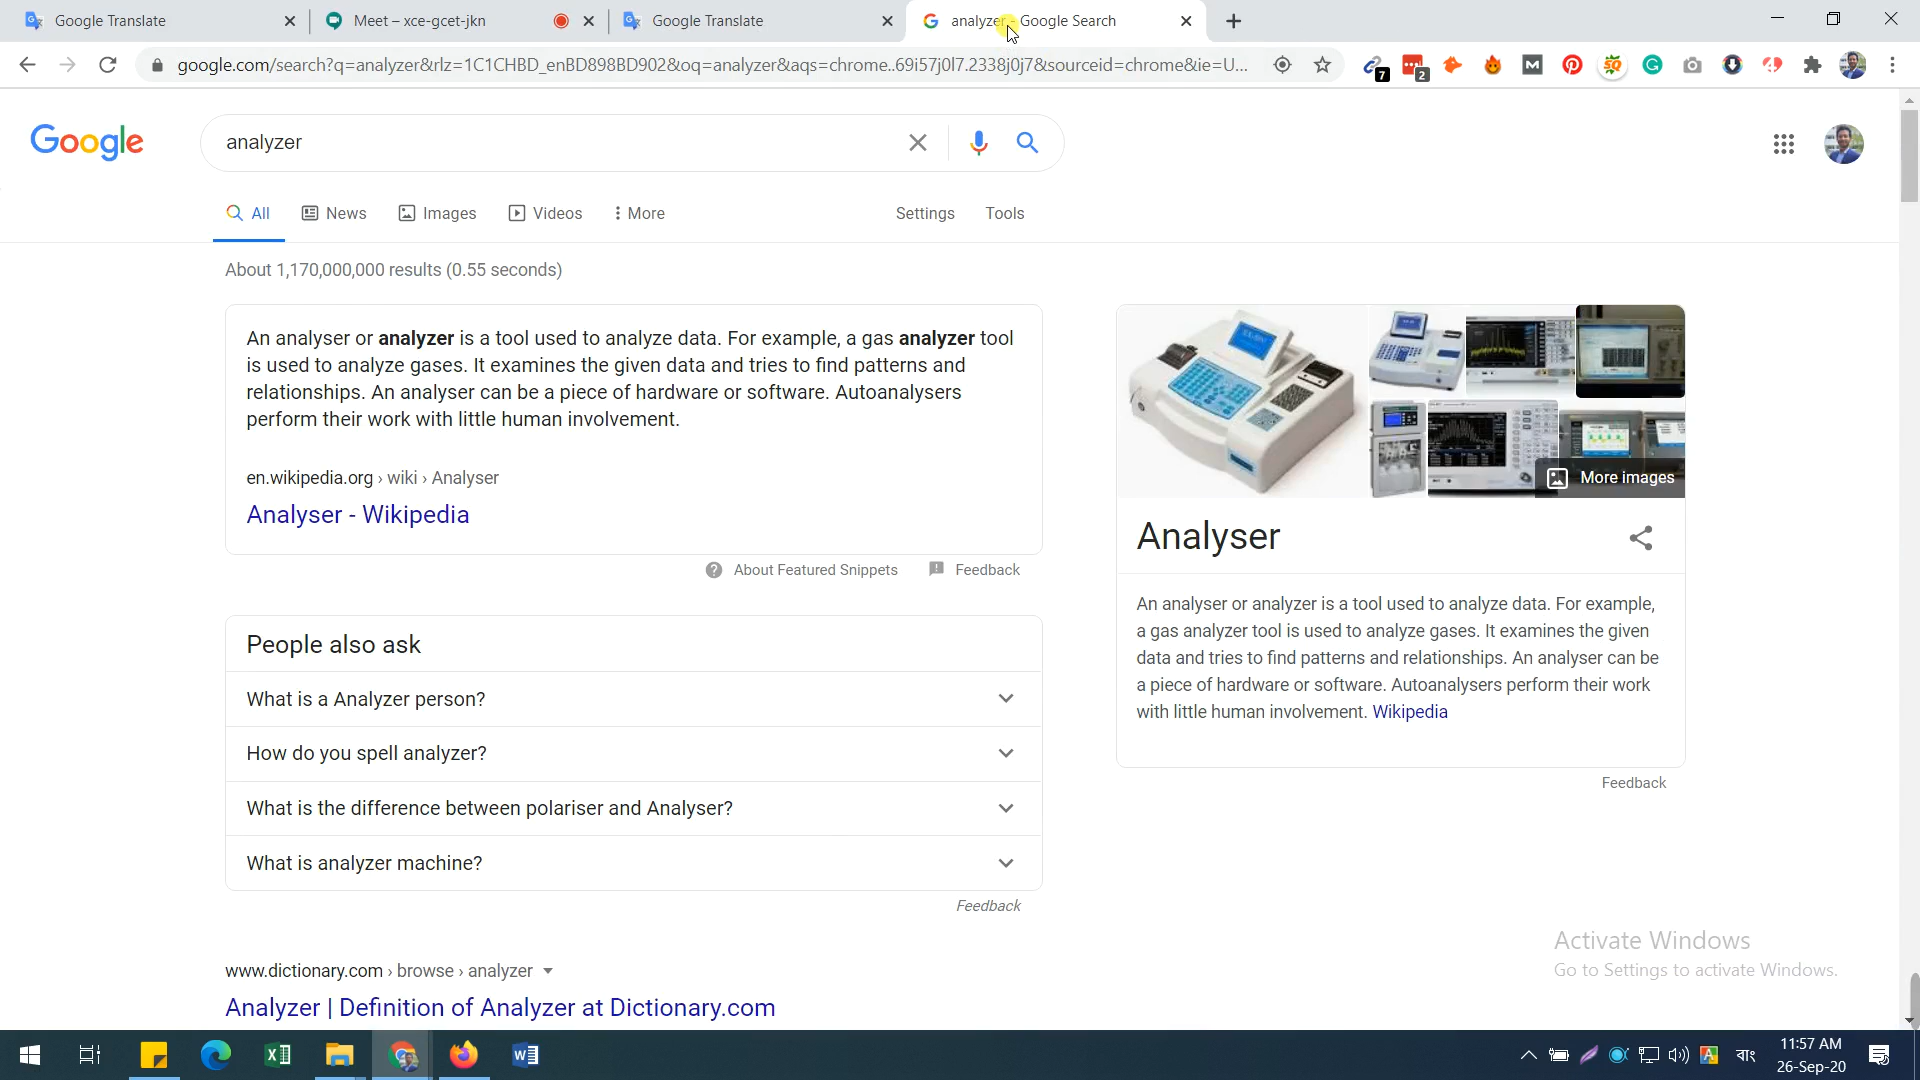 Google Translate
Meet – xce-gcet-jkn
Google Translate
analyzer - Google Search
google.com/search?q=analyzer&rlz=1C1CHBD_enBD898BD902&oq=analyzer&aqs=chrome..69i57j0l7.2338j0j7&sourceid=chrome&ie=U...
7
2
Google
analyzer
All
News
Images
Videos
More
Settings
Tools
About 1,170,000,000 results (0.55 seconds)
An analyser or analyzer is a tool used to analyze data. For example, a gas analyzer tool
is used to analyze gases. It examines the given data and tries to find patterns and
relationships. An analyser can be a piece of hardware or software. Autoanalysers
perform their work with little human involvement.
en.wikipedia.org › wiki › Analyser
Analyser - Wikipedia
About Featured Snippets
Feedback
People also ask
What is a Analyzer person?
How do you spell analyzer?
What is the difference between polariser and Analyser?
What is analyzer machine?
Feedback
www.dictionary.com › browse › analyzer
Analyzer | Definition of Analyzer at Dictionary.com
More images
Analyser
An analyser or analyzer is a tool used to analyze data. For example,
a gas analyzer tool is used to analyze gases. It examines the given
data and tries to find patterns and relationships. An analyser can be
a piece of hardware or software. Autoanalysers perform their work
with little human involvement. Wikipedia
Feedback
Activate Windows
Go to Settings to activate Windows.
বাং
11:57 AM
26-Sep-20